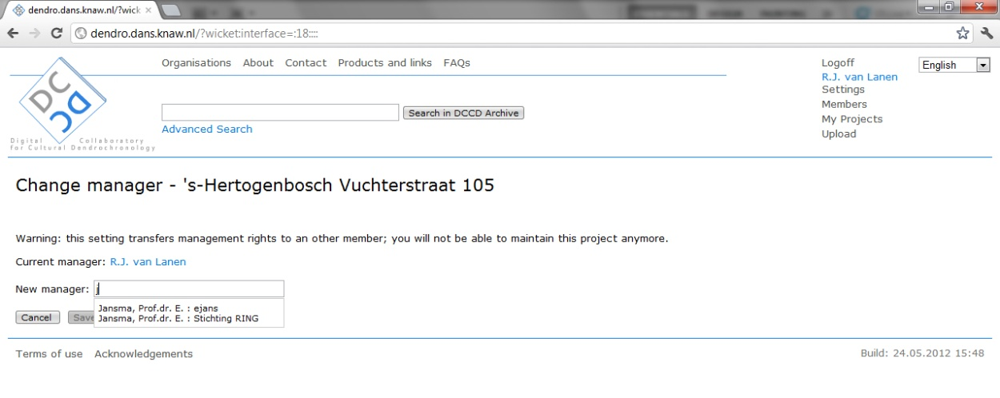 dendro.dans.knaw.nl/?wick
dendro.dans.knaw.nl/?wicket:interface=:18::::
Organisations About Contact Products and links FAQs
Logoff
R.J. van Lanen
Settings
Members
My Projects
Upload
English
DC
CD
Digital Collaboratory
for Cultural Dendrochronology
Search in DCCD Archive
Advanced Search
Change manager - 's-Hertogenbosch Vuchterstraat 105
Warning: this setting transfers management rights to an other member; you will not be able to maintain this project anymore.
Current manager: R.J. van Lanen
New manager: j
Jansma, Prof.dr. E. : ejans
Jansma, Prof.dr. E. : Stichting RING
Cancel Save
Terms of use Acknowledgements
Build: 24.05.2012 15:48